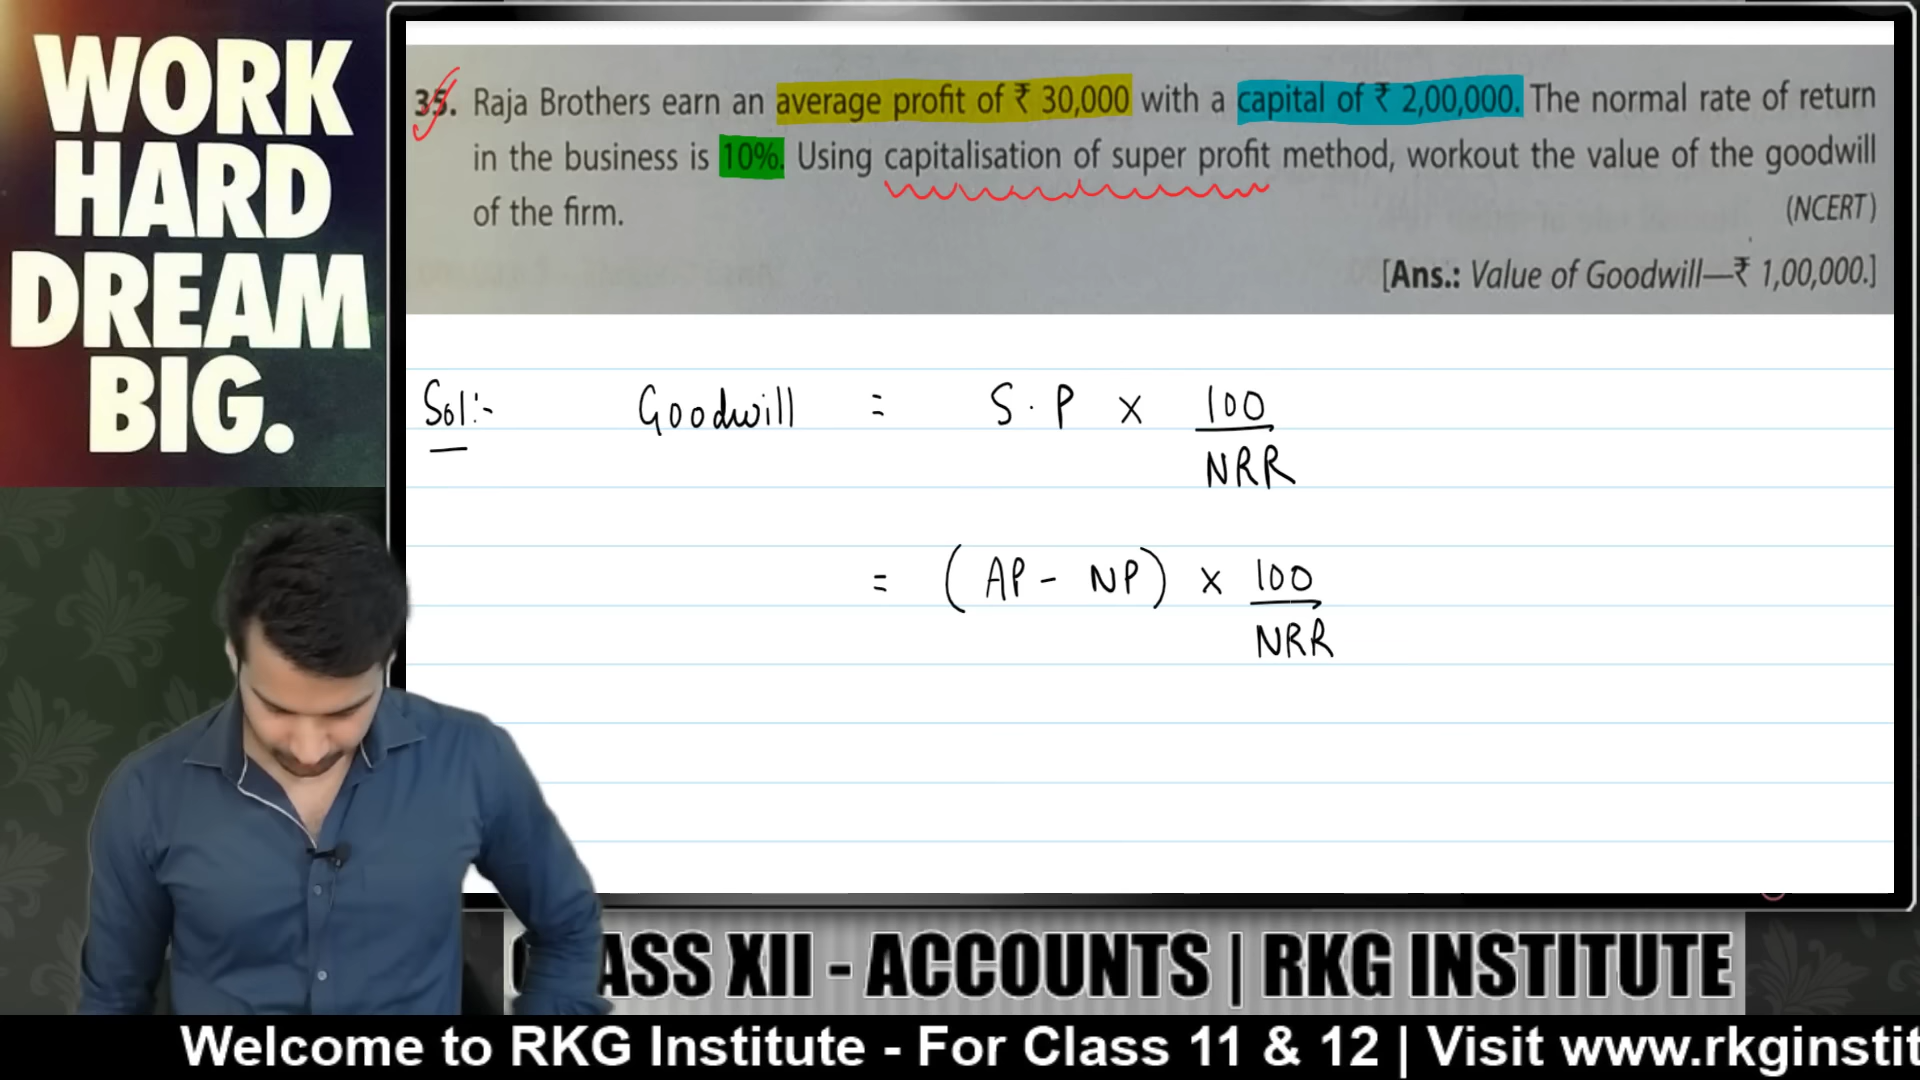 WORK
HARD
DREAM
BIG.
35. Raja Brothers earn an average profit of ₹ 30,000 with a capital of ₹ 2,00,000. The normal rate of return
in the business is 10%. Using capitalisation of super profit method, workout the value of the goodwill
of the firm. (NCERT)
[Ans.: Value of Goodwill—₹ 1,00,000.]
Sol:- Goodwill = S.P × 100
NRR
= (AP - NP) × 100
NRR
ASS XII - ACCOUNTS | RKG INSTITUTE
Welcome to RKG Institute - For Class 11 & 12 | Visit www.rkginstit